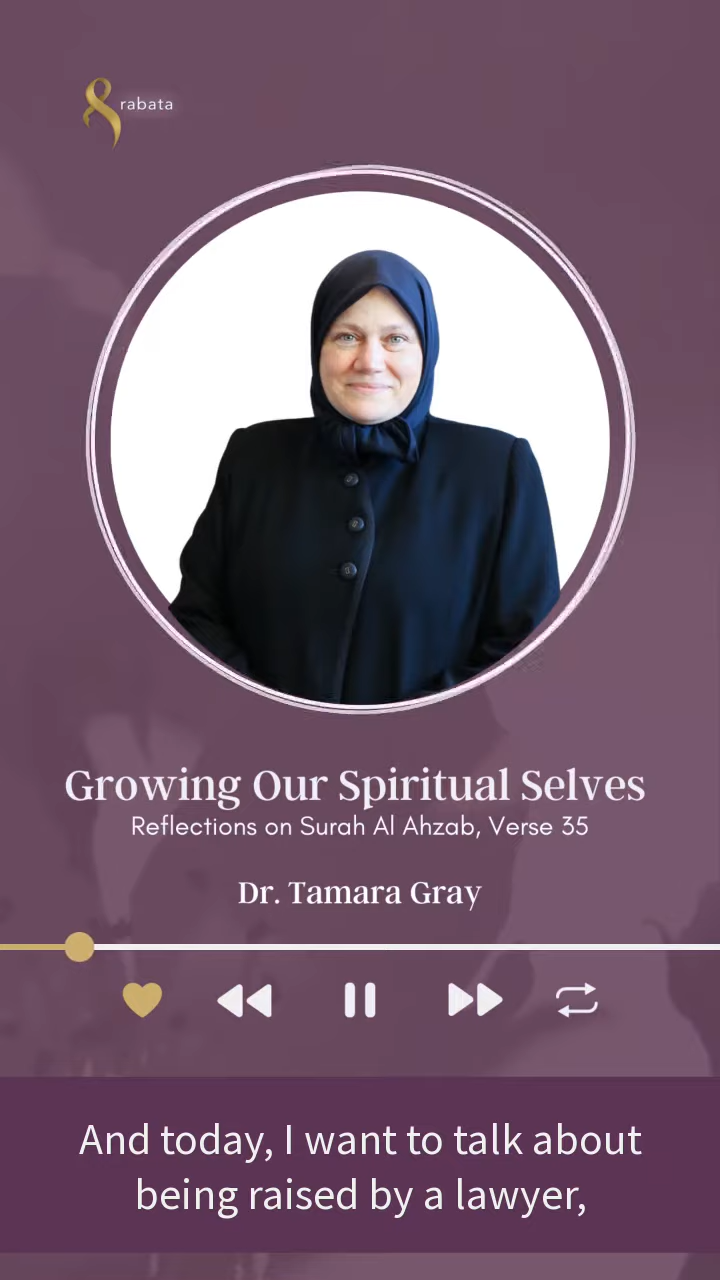 rabata
Growing Our Spiritual Selves
Reflections on Surah Al Ahzab, Verse 35
Dr. Tamara Gray
And today, I want to talk about
being raised by a lawyer,